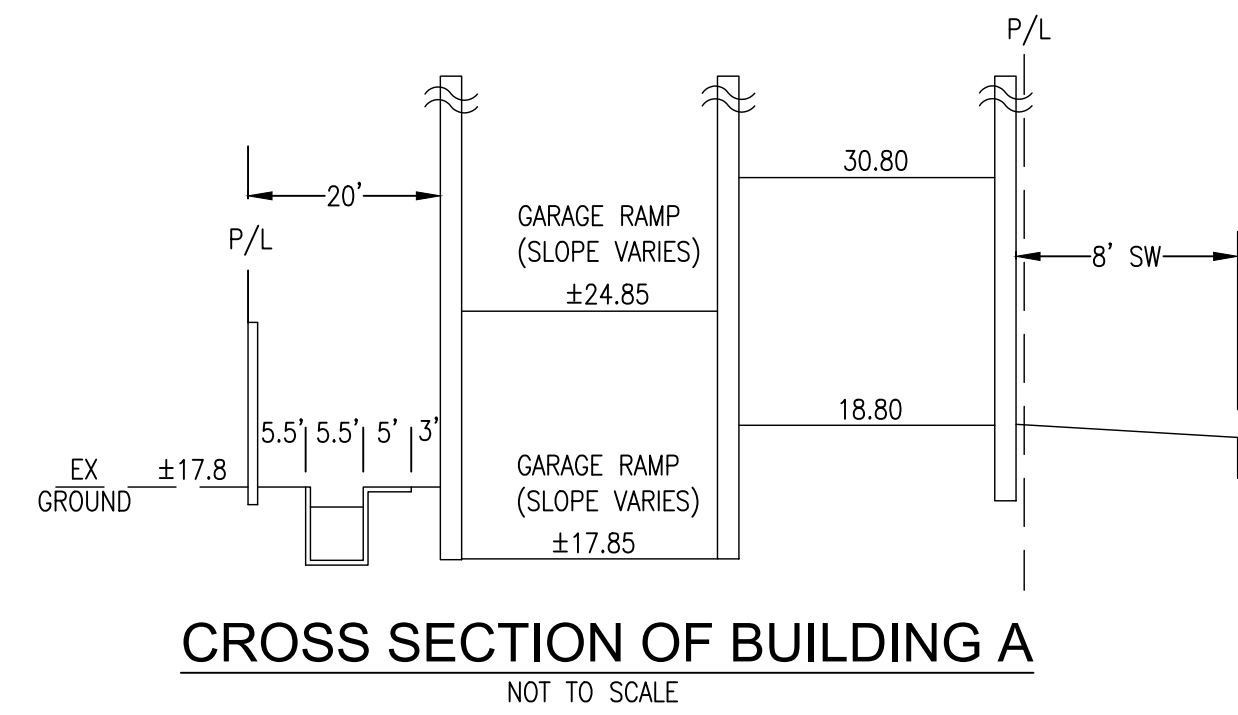 P/L
30.80
20'
GARAGE RAMP
(SLOPE VARIES)
P/L
8' SW
±24.85
18.80
5.5' 5.5' 5' 3'
EX
GROUND
±17.8
GARAGE RAMP
(SLOPE VARIES)
±17.85
CROSS SECTION OF BUILDING A
NOT TO SCALE